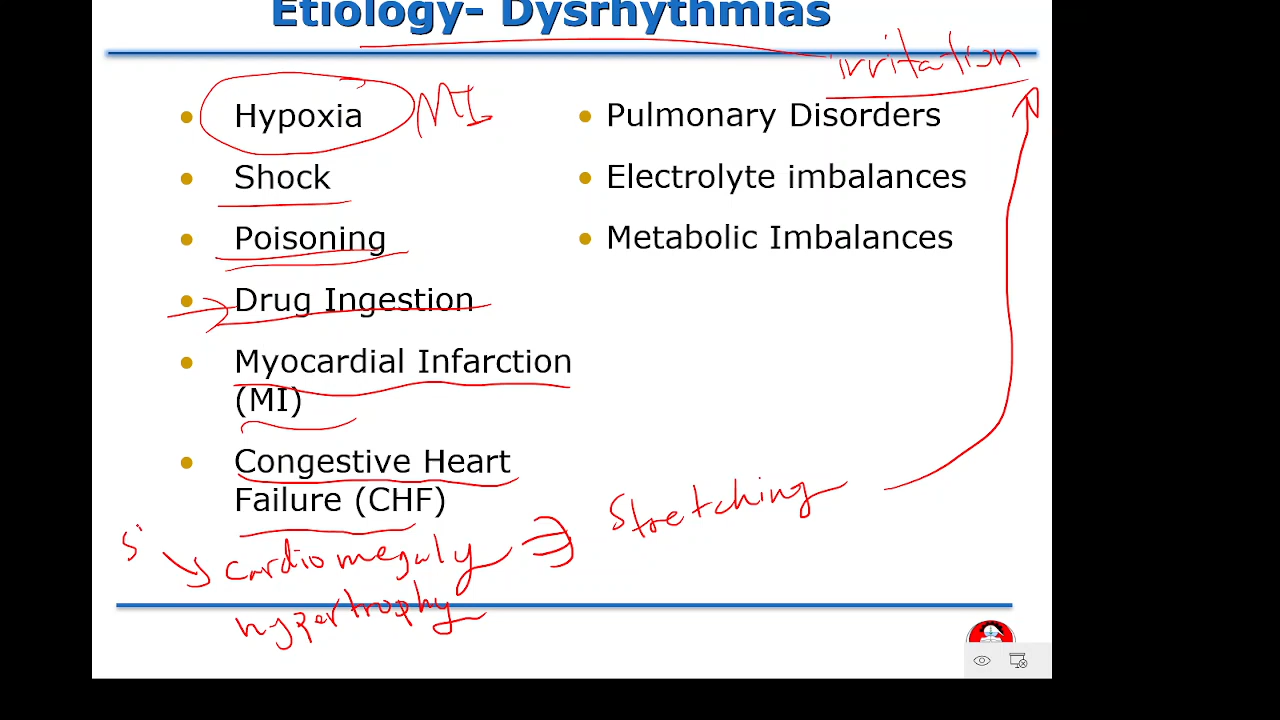 Etiology- Dysrhythmias
irritation
Hypoxia
MI
Shock
Poisoning
Drug Ingestion
Myocardial Infarction
(MI)
Congestive Heart
Failure (CHF)
Pulmonary Disorders
Electrolyte imbalances
Metabolic Imbalances
Stretching
cardiomegaly
hypertrophy